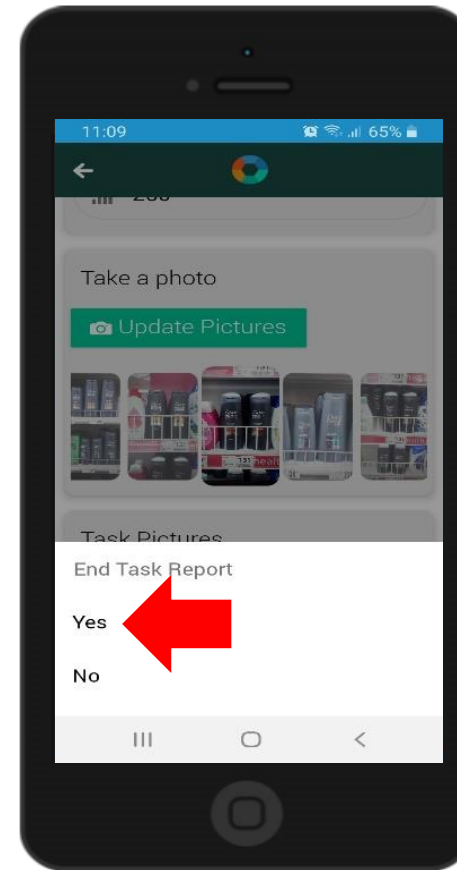 11:09 65%
Take a photo
Update Pictures
Task Pictures
End Task Report
Yes
No